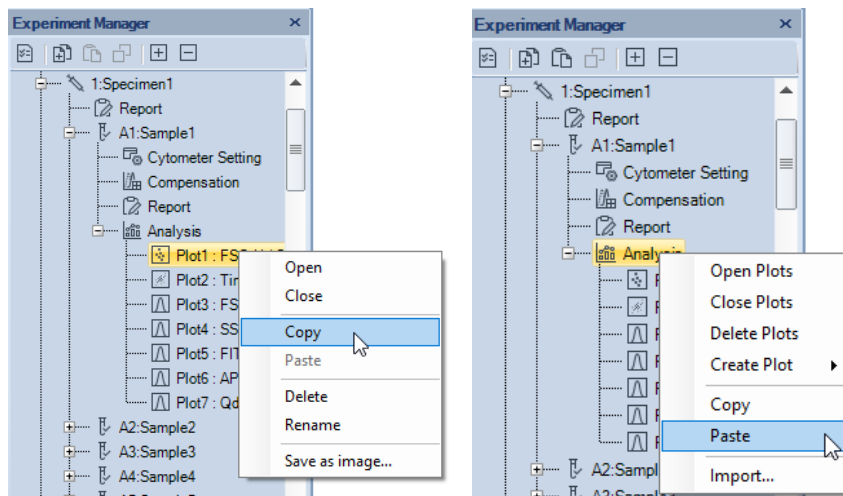 Experiment Manager
1:Specimen1
Report
A1:Sample1
Cytometer Setting
Compensation
Report
Analysis
Plot1 : FS
Plot2 : Tir
Plot3 : FS
Plot4 : SS
Plot5 : FIT
Plot6 : AP
Plot7 : Qd
A2:Sample2
A3:Sample3
A4:Sample4
Open
Close
Copy
Paste
Delete
Rename
Save as image...
Experiment Manager
1:Specimen1
Report
A1:Sample1
Cytometer Setting
Compensation
Report
Analysis
A2:Sampl
Open Plots
Close Plots
Delete Plots
Create Plot
Copy
Paste
Import...